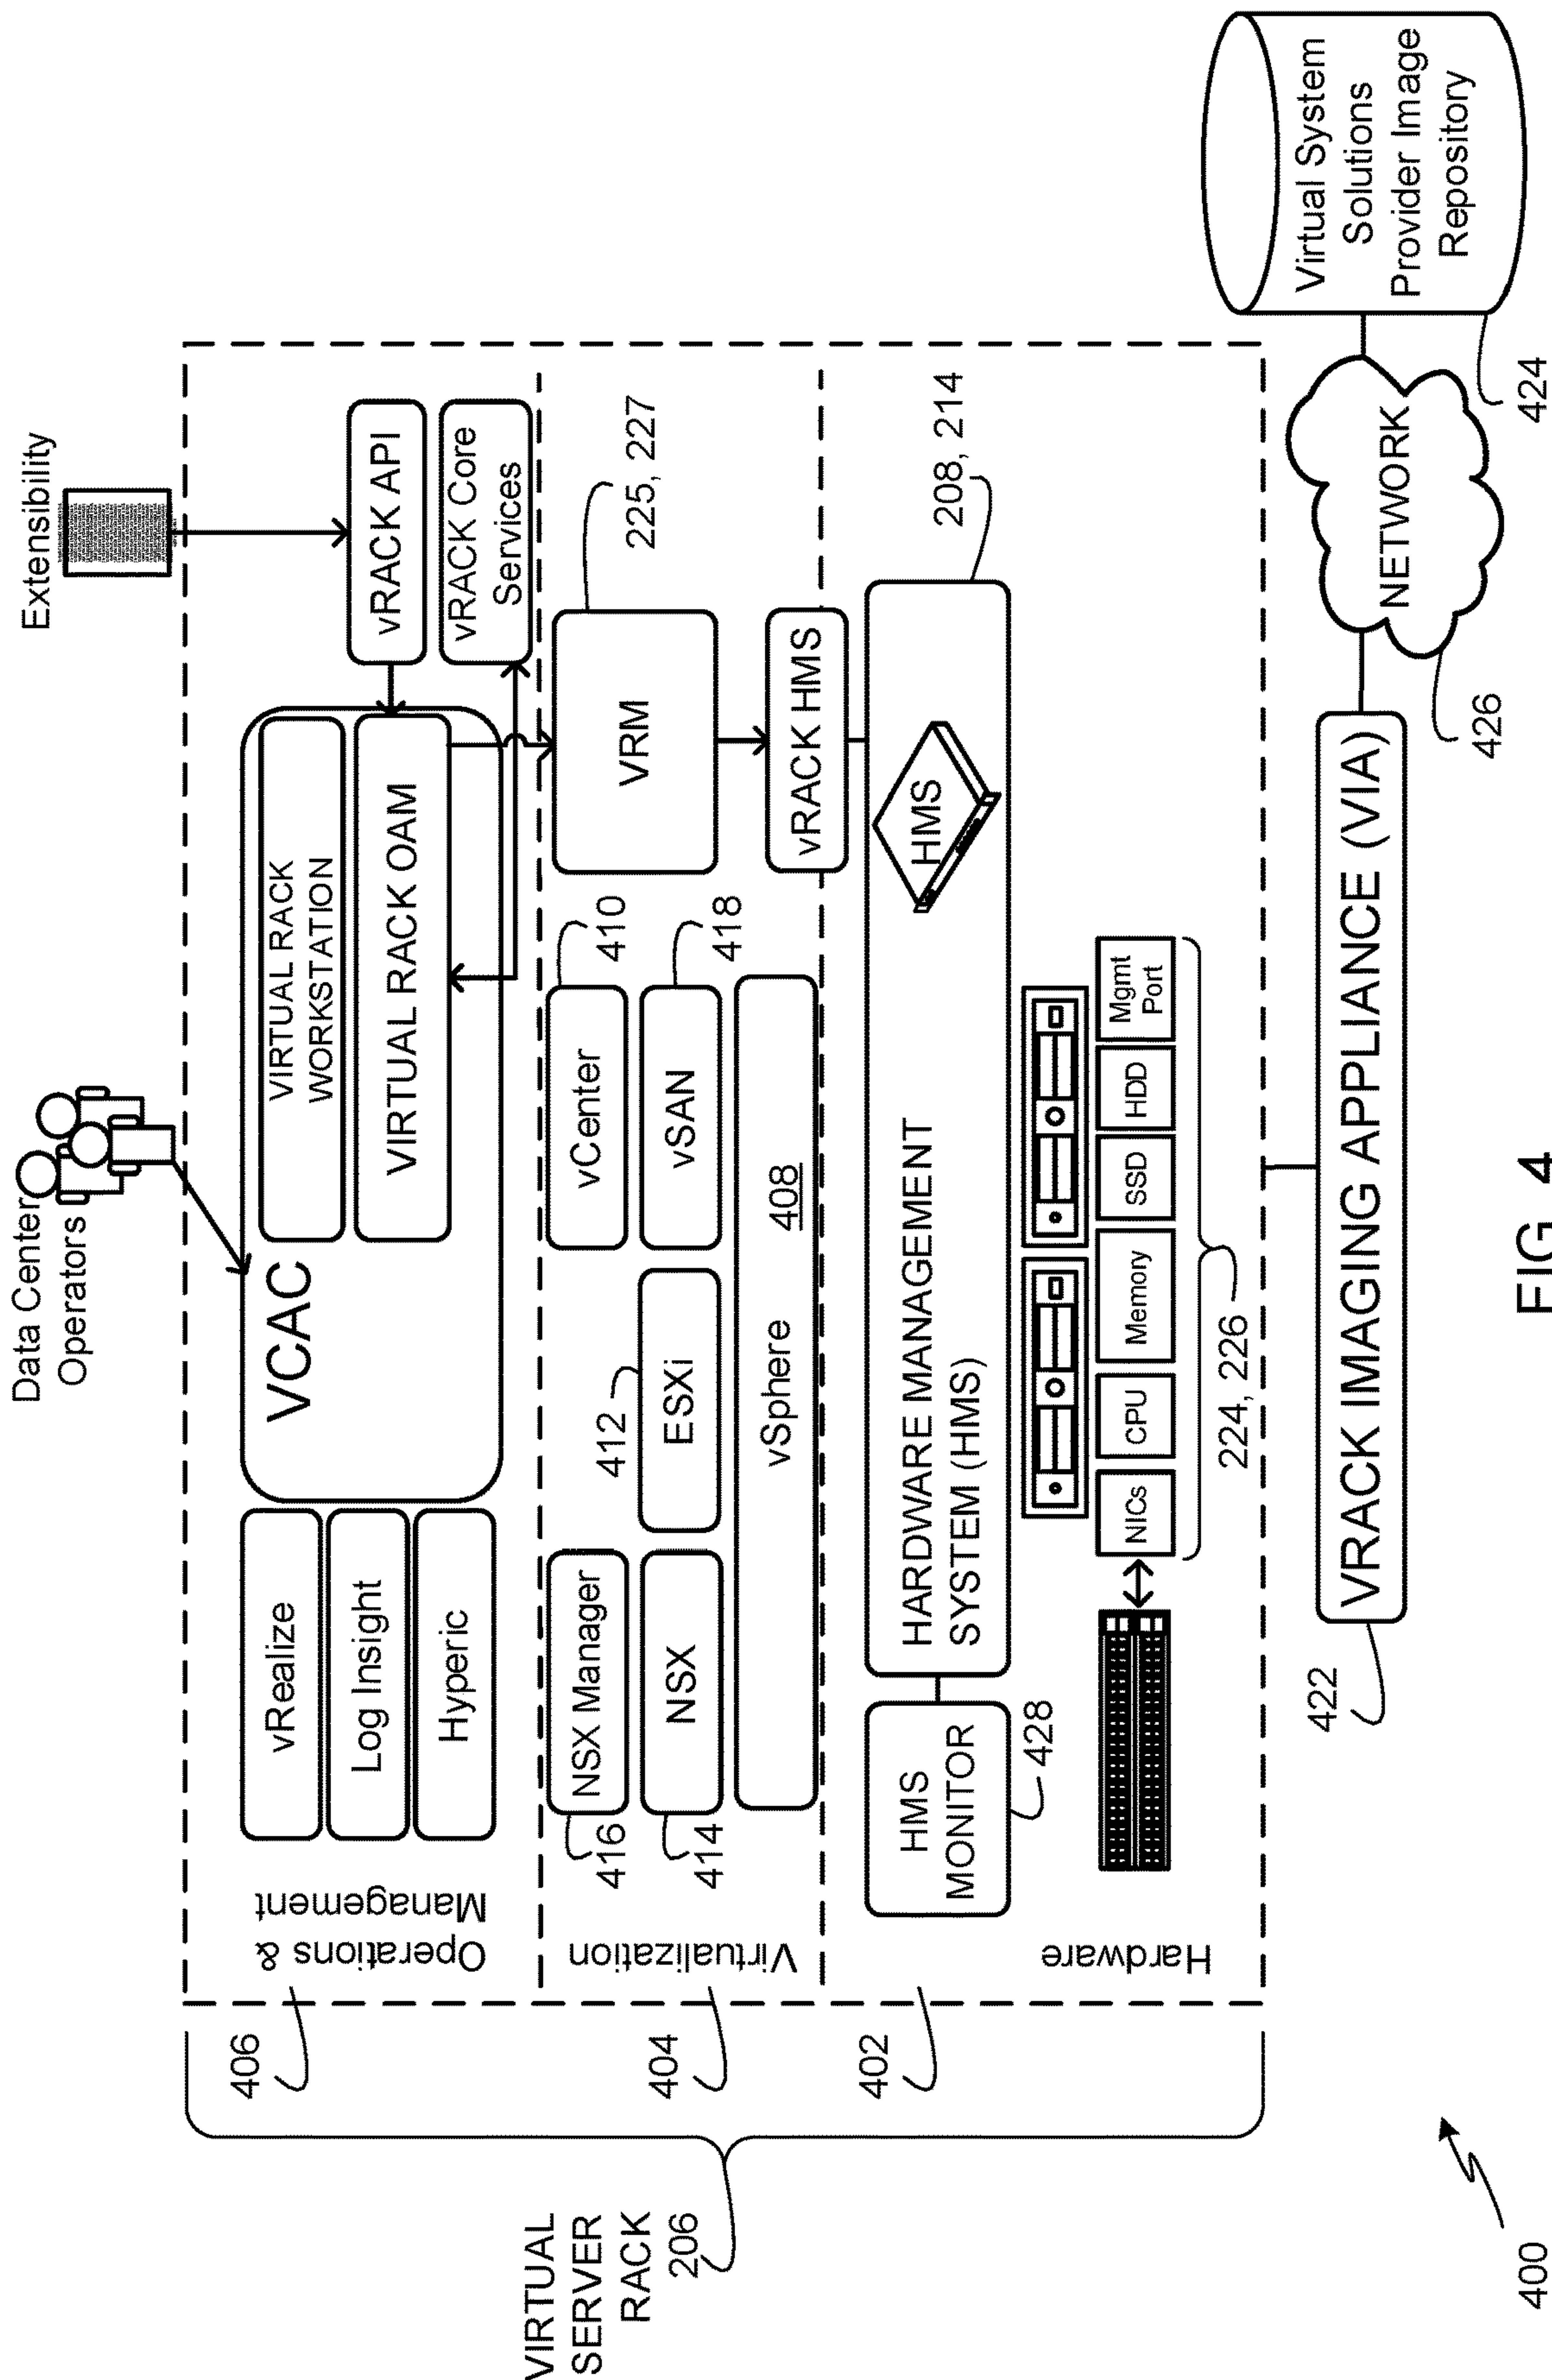 Data Center
Operators
Extensibility
VIRTUAL
SERVER
RACK
206
406
Operations &
Management
vRealize
Log Insight
Hyperic
VCAC
VIRTUAL RACK
WORKSTATION
VIRTUAL RACK OAM
vRACK API
vRACK Core
Services
404
Virtualization
416
NSX Manager
414
NSX
412
ESXi
vCenter
410
vSAN
418
vSphere
408
VRM
225, 227
vRACK HMS
402
Hardware
HMS
MONITOR
428
HARDWARE MANAGEMENT
SYSTEM (HMS)
HMS
208, 214
NICs
CPU
Memory
SSD
HDD
Mgmt
Port
224, 226
422
VRACK IMAGING APPLIANCE (VIA)
426
NETWORK
424
Virtual System
Solutions
Provider Image
Repository
400
FIG. 4